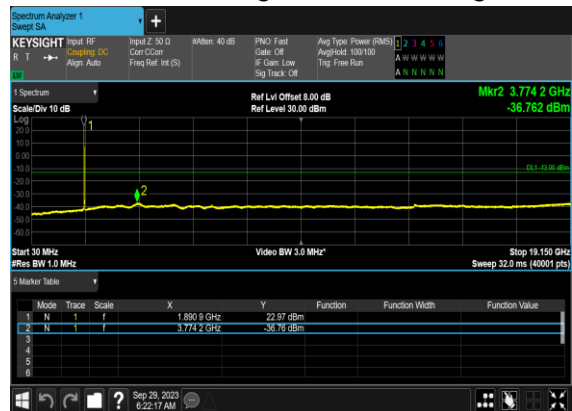 Spectrum Analyzer 1
Swept SA
+
KEYSIGHT Input: RF Input Z: 50 Ω #Atten: 40 dB PNO: Fast Avg Type: Power (RMS) 1 2 3 4 5 6
R T Coupling: DC Corr CCorr Gate: Off Avg|Hold: 100/100 A W W W W W
Align: Auto Freq Ref: Int (S) IF Gain: Low Trig: Free Run
Sig Track: Off A N N N N N
1 Spectrum Ref Lvl Offset 8.00 dB Mkr2 3.774 2 GHz
Scale/Div 10 dB Ref Level 30.00 dBm -36.762 dBm
Log
20.0
1
10.0
0.00
-10.0
DL1 -13.00 dBm
-20.0
-30.0
2
-40.0
-50.0
-60.0
Start 30 MHz Video BW 3.0 MHz* Stop 19.150 GHz
#Res BW 1.0 MHz Sweep 32.0 ms (40001 pts)
5 Marker Table
Mode Trace Scale X Y Function Function Width Function Value
1 N 1 f 1.890 9 GHz 22.97 dBm
2 N 1 f 3.774 2 GHz -36.76 dBm
3
4
5
6
? Sep 29, 2023
6:22:17 AM